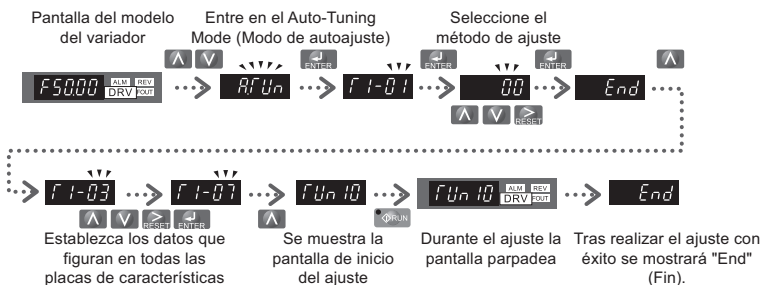 Pantalla del modelo
del variador
Entre en el Auto-Tuning
Mode (Modo de autoajuste)
Seleccione el
método de ajuste
ENTER
ENTER
ENTER
F50.00 ALM REV DRV FOUT
A.TUn
T1-01
00
End
RESET
T1-03
T1-07
TUn10
TUn10 ALM REV DRV FOUT
End
RESET ENTER
RUN
Establezca los datos que
figuran en todas las
placas de características
Se muestra la
pantalla de inicio
del ajuste
Durante el ajuste la
pantalla parpadea
Tras realizar el ajuste con
éxito se mostrará "End"
(Fin).